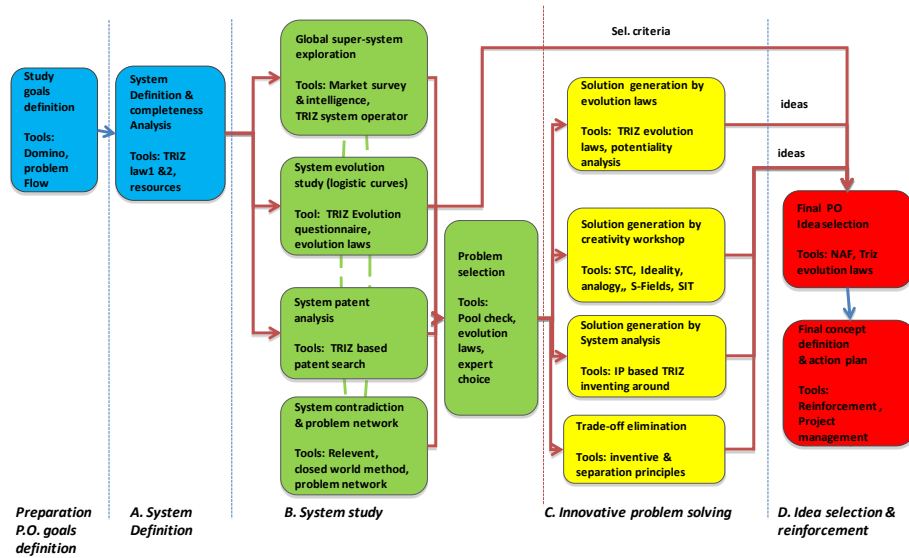 Study
goals
definition
Tools:
Domino,
problem
Flow
System
Definition &
completeness
Analysis
Tools: TRIZ
law1 &2,
resources
Global super-system
exploration
Tools: Market survey
& intelligence,
TRIZ system operator
System evolution
study (logistic curves)
Tool: TRIZ Evolution
questionnaire,
evolution laws
System patent
analysis
Tools: TRIZ based
patent search
System contradiction
& problem network
Tools: Relevent,
closed world method,
problem network
Problem
selection
Tools:
Pool check,
evolution
laws,
expert
choice
Sel. criteria
Solution generation by
evolution laws
Tools: TRIZ evolution
laws, potentiality
analysis
Solution generation by
creativity workshop
Tools: STC, Ideality,
analogy,, S-Fields, SIT
Solution generation by
System analysis
Tools: IP based TRIZ
inventing around
Trade-off elimination
Tools: inventive &
separation principles
ideas
ideas
Final PO
Idea selection
Tools: NAF, Triz
evolution laws
Final concept
definition
& action plan
Tools:
Reinforcement ,
Project
management
Preparation
P.O. goals
definition
A. System
Definition
B. System study
C. Innovative problem solving
D. Idea selection &
reinforcement